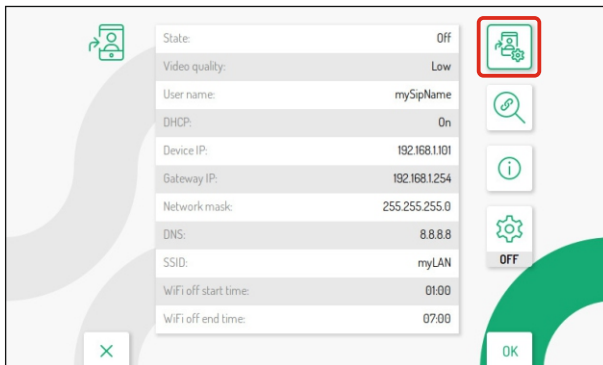 State: Off
Video quality: Low
User name: mySipName
DHCP: On
Device IP: 192.168.1.101
Gateway IP: 192.168.1.254
Network mask: 255.255.255.0
DNS: 8.8.8.8
SSID: myLAN
WiFi off start time: 01:00
WiFi off end time: 07:00
OFF
OK